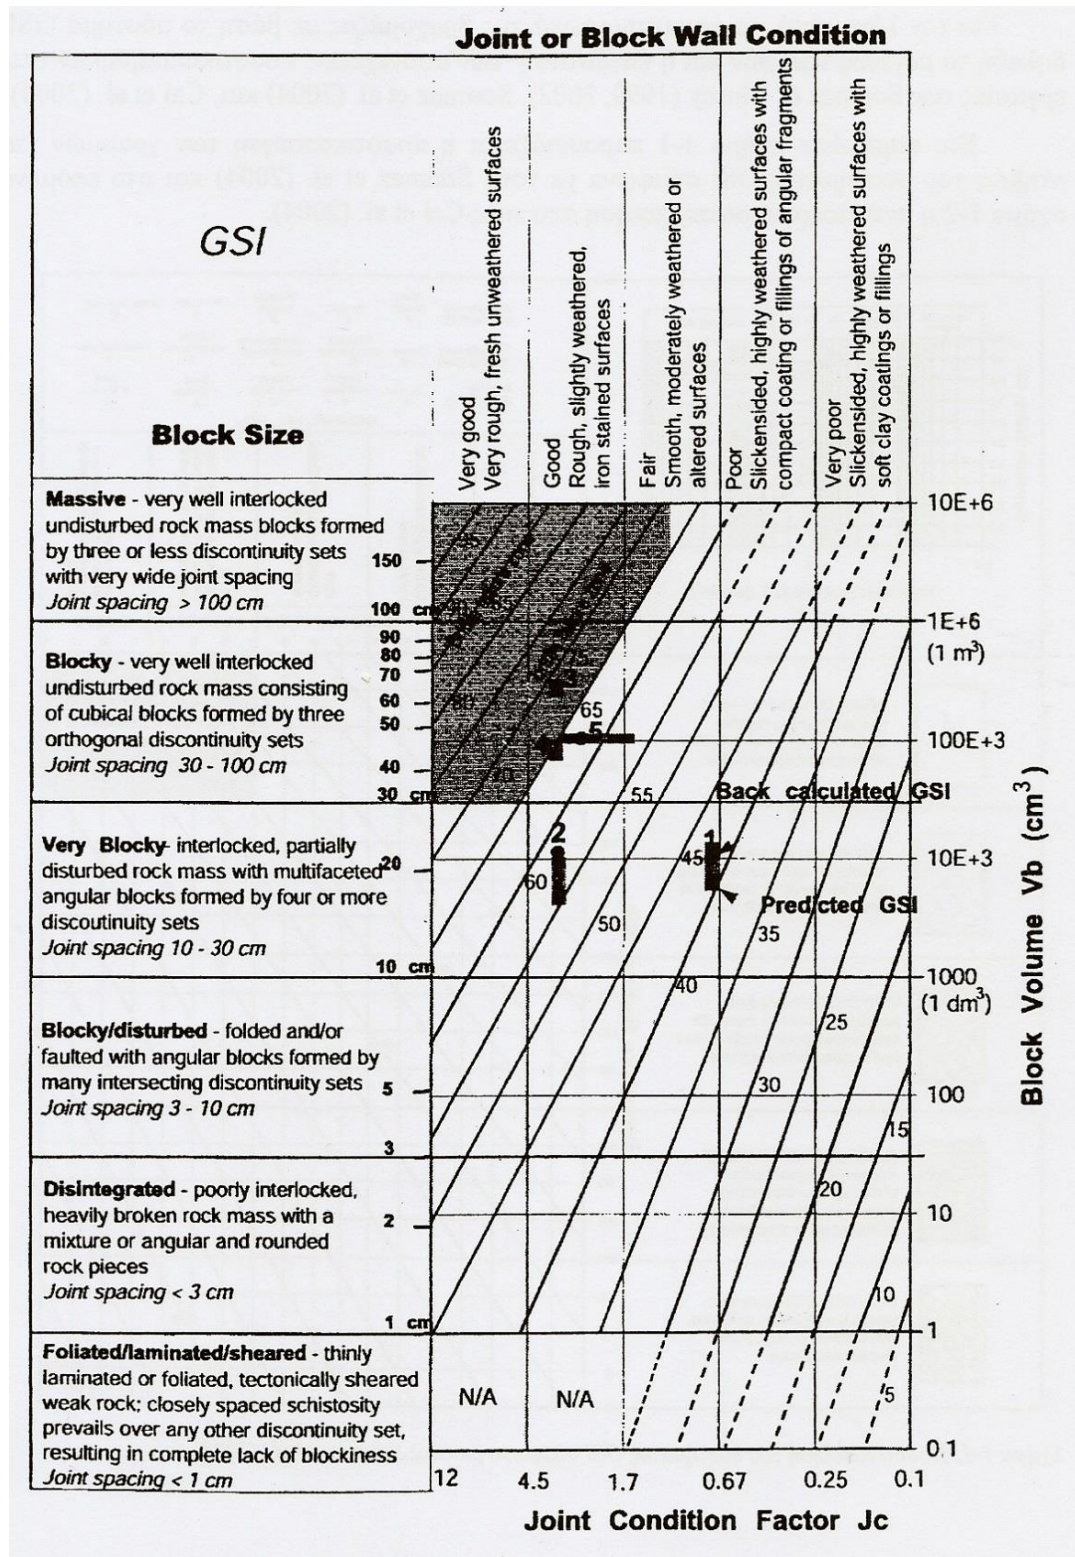 Joint or Block Wall Condition
GSI
Block Size
Very good
Very rough, fresh unweathered surfaces
Good
Rough, slightly weathered,
iron stained surfaces
Fair
Smooth, moderately weathered or
altered surfaces
Poor
Slickensided, highly weathered surfaces with
compact coating or fillings of angular fragments
Very poor
Slickensided, highly weathered surfaces with
soft clay coatings or fillings
Massive - very well interlocked
undisturbed rock mass blocks formed
by three or less discontinuity sets
with very wide joint spacing
Joint spacing > 100 cm
Blocky - very well interlocked
undisturbed rock mass consisting
of cubical blocks formed by three
orthogonal discontinuity sets
Joint spacing 30 - 100 cm
Very Blocky- interlocked, partially
disturbed rock mass with multifaceted
angular blocks formed by four or more
discoutinuity sets
Joint spacing 10 - 30 cm
Blocky/disturbed - folded and/or
faulted with angular blocks formed by
many intersecting discontinuity sets
Joint spacing 3 - 10 cm
Disintegrated - poorly interlocked,
heavily broken rock mass with a
mixture or angular and rounded
rock pieces
Joint spacing < 3 cm
Foliated/laminated/sheared - thinly
laminated or foliated, tectonically sheared
weak rock; closely spaced schistosity
prevails over any other discontinuity set,
resulting in complete lack of blockiness
Joint spacing < 1 cm
150
100 cm
90
80
70
60
50
40
30 cm
20
10 cm
5
3
2
1 cm
95
90
85
80
75
70
65
5
55
Back calculated GSI
2
1
45
60
Predicted GSI
50
35
40
25
30
15
20
10
5
N/A
N/A
10E+6
1E+6
(1 m³)
100E+3
10E+3
1000
(1 dm³)
100
10
1
0.1
Block Volume Vb (cm³)
12
4.5
1.7
0.67
0.25
0.1
Joint Condition Factor Jc